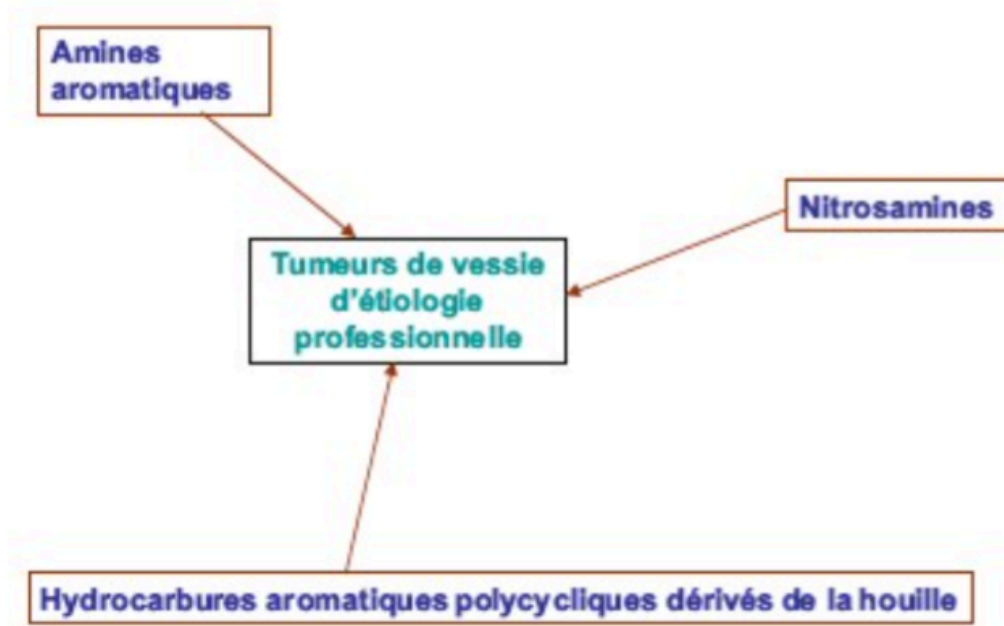 Amines
aromatiques
Nitrosamines
Tumeurs de vessie
d'étiologie
professionnelle
Hydrocarbures aromatiques polycycliques dérivés de la houille